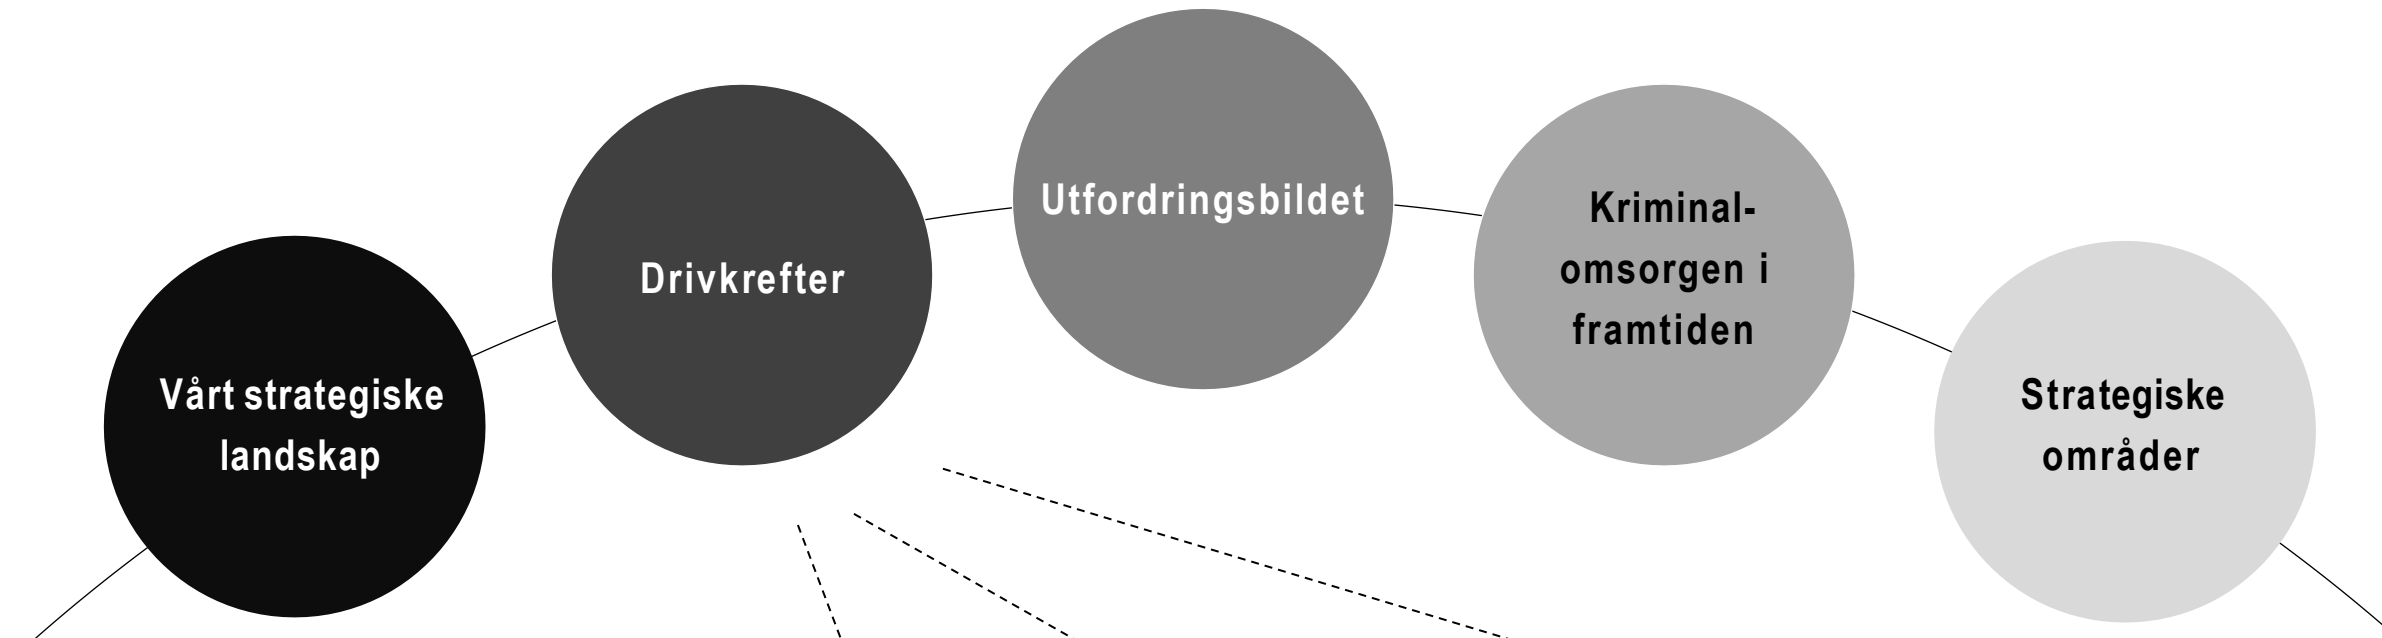 Vårt strategiske
landskap
Drivkrefter
Utfordringsbildet
Kriminal-
omsorgen i
framtiden
Strategiske
områder